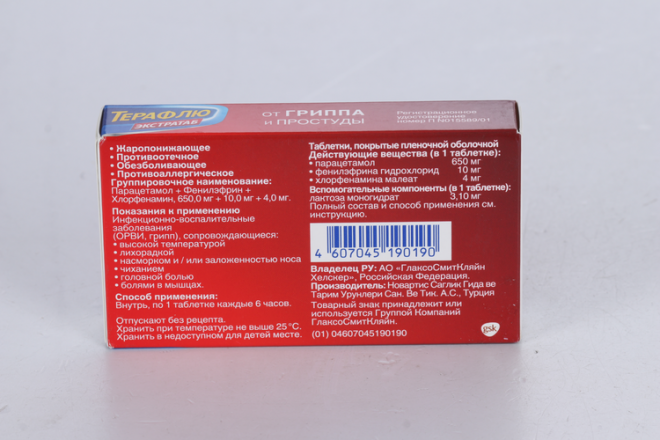 ТЕРАФЛЮ
ЭКСТРАТАБ
ОТ ГРИППА
И ПРОСТУДЫ
Регистрационное
удостоверение
номер П N015588/01
• Жаропонижающее
• Противоотечное
• Обезболивающее
• Противоаллергическое
Группировочное наименование:
Парацетамол + Фенилэфрин +
Хлорфенамин, 650,0 мг + 10,0 мг + 4,0 мг.
Показания к применению
Инфекционно-воспалительные
заболевания
(ОРВИ, грипп), сопровождающиеся:
• высокой температурой
• лихорадкой
• насморком и / или заложенностью носа
• чиханием
• головной болью
• болями в мышцах.
Способ применения:
Внутрь, по 1 таблетке каждые 6 часов.
Отпускают без рецепта.
Хранить при температуре не выше 25 °C.
Хранить в недоступном для детей месте.
Таблетки, покрытые пленочной оболочкой
Действующие вещества (в 1 таблетке):
• парацетамол 650 мг
• фенилэфрина гидрохлорид 10 мг
• хлорфенамина малеат 4 мг
Вспомогательные компоненты (в 1 таблетке):
лактоза моногидрат 3,10 мг
Полный состав и способ применения см.
инструкцию.
4 607045 190190
Владелец РУ: АО «ГлаксоСмитКляйн
Хелскер», Российская Федерация.
Производитель: Новартис Саглик Гида ве
Тарим Урунлери Сан. Ве Тик. А.С., Турция
Товарный знак принадлежит или
используется Группой Компаний
ГлаксоСмитКляйн.
(01) 04607045190190
gsk